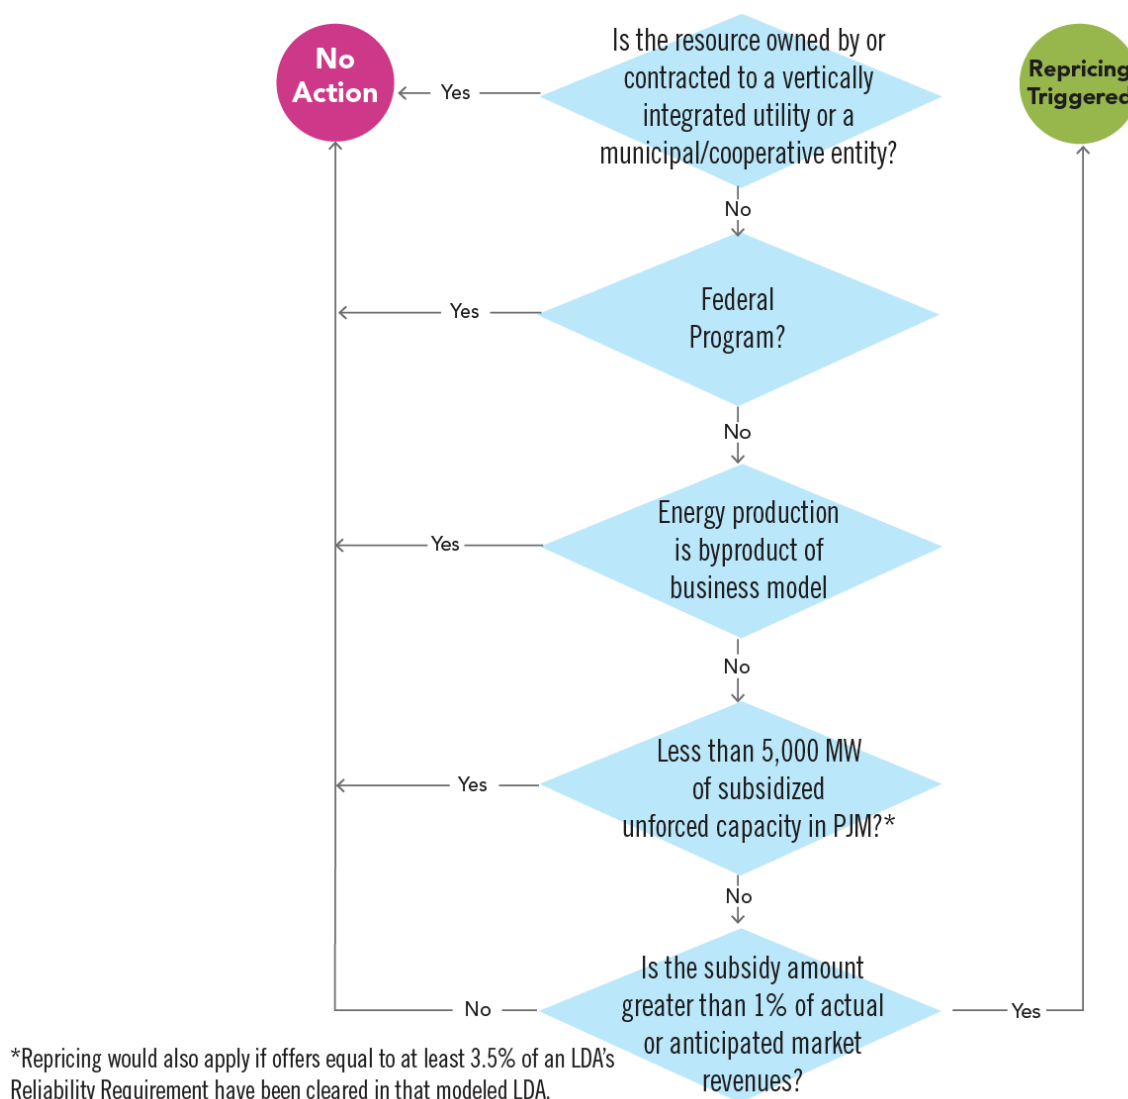 No
Action
Yes
Is the resource owned by or
contracted to a vertically
integrated utility or a
municipal/cooperative entity?
Repricing
Triggered
No
Yes
Federal
Program?
No
Yes
Energy production
is byproduct of
business model
No
Yes
Less than 5,000 MW
of subsidized
unforced capacity in PJM?*
No
No
Is the subsidy amount
greater than 1% of actual
or anticipated market
revenues?
Yes
*Repricing would also apply if offers equal to at least 3.5% of an LDA's
Reliability Requirement have been cleared in that modeled LDA.